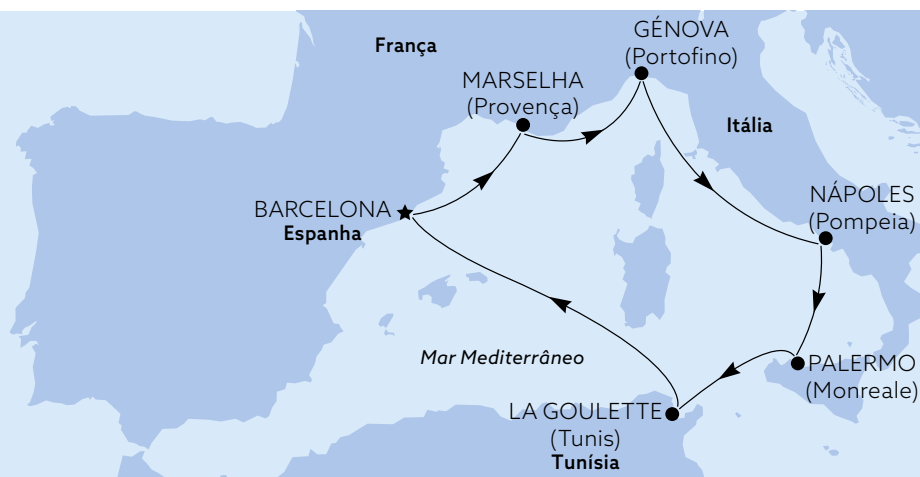 GÉNOVA
(Portofino)
França
MARSELHA
(Provença)
Itália
NÁPOLES
(Pompeia)
BARCELONA
Espanha
Mar Mediterrâneo
PALERMO
(Monreale)
LA GOULETTE
(Tunis)
Tunísia